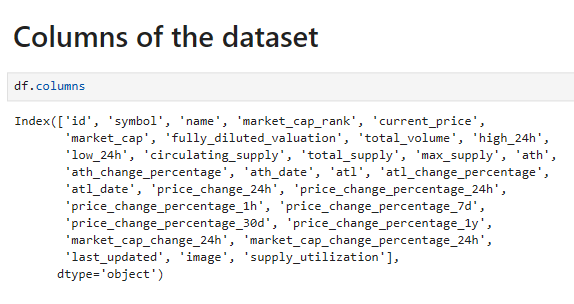 Columns of the dataset
df.columns
Index(['id', 'symbol', 'name', 'market_cap_rank', 'current_price',
'market_cap', 'fully_diluted_valuation', 'total_volume', 'high_24h',
'low_24h', 'circulating_supply', 'total_supply', 'max_supply', 'ath',
'ath_change_percentage', 'ath_date', 'atl', 'atl_change_percentage',
'atl_date', 'price_change_24h', 'price_change_percentage_24h',
'price_change_percentage_1h', 'price_change_percentage_7d',
'price_change_percentage_30d', 'price_change_percentage_1y',
'market_cap_change_24h', 'market_cap_change_percentage_24h',
'last_updated', 'image', 'supply_utilization'],
dtype='object')